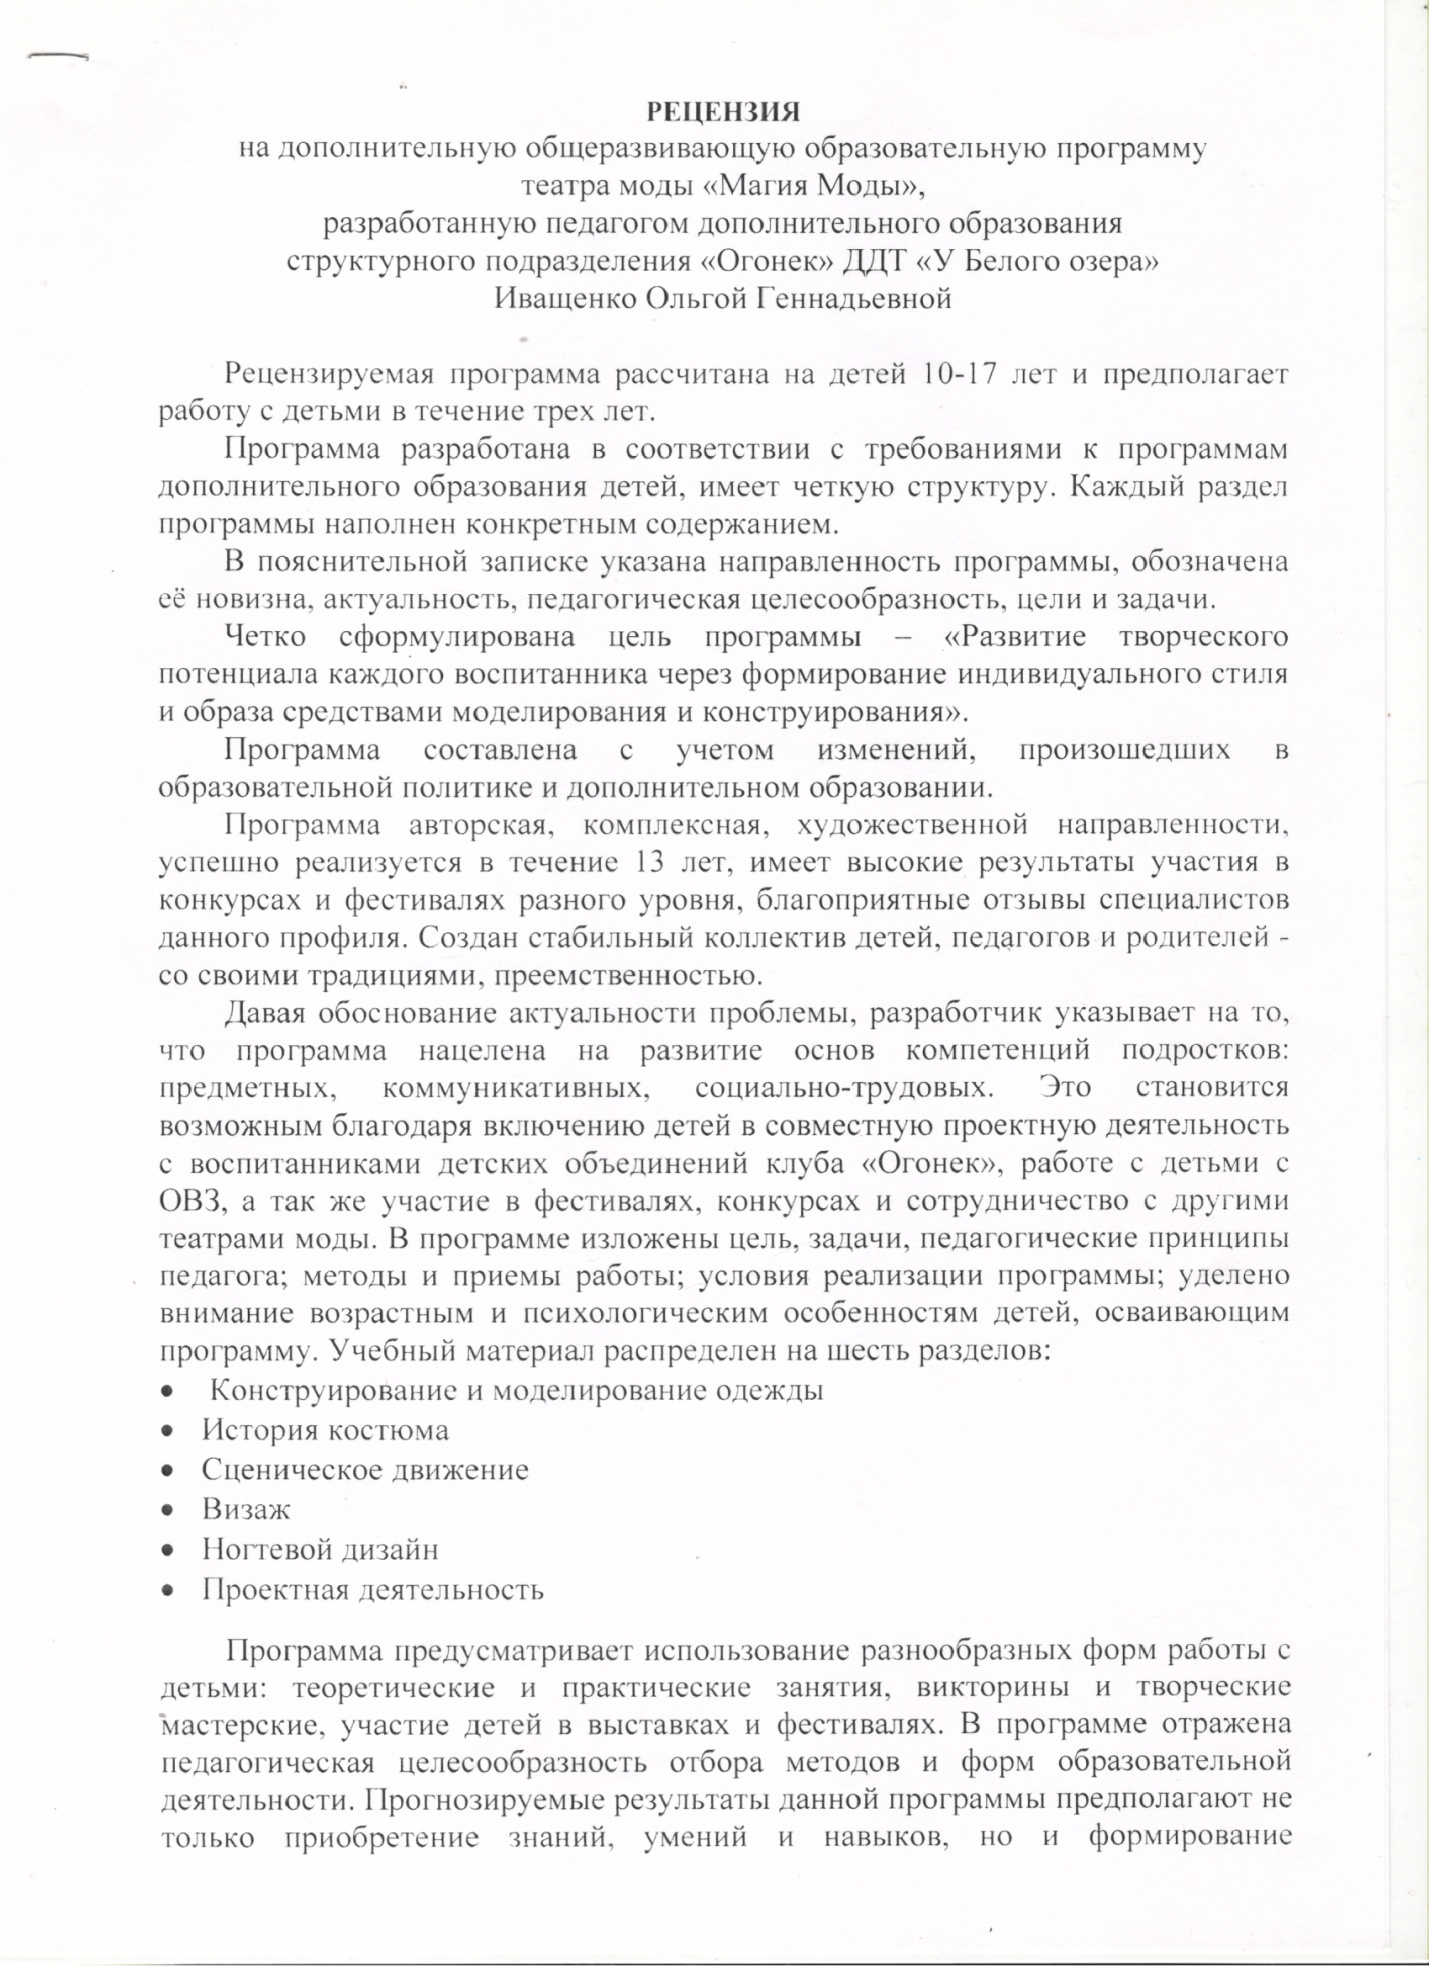 РЕЦЕНЗИЯ
на дополнительную общеразвивающую образовательную программу
театра моды «Магия Моды»,
разработанную педагогом дополнительного образования
структурного подразделения «Огонек» ДДТ «У Белого озера»
Иващенко Ольгой Геннадьевной
Рецензируемая программа рассчитана на детей 10-17 лет и предполагает
работу с детьми в течение трех лет.
Программа разработана в соответствии с требованиями к программам
дополнительного образования детей, имеет четкую структуру. Каждый раздел
программы наполнен конкретным содержанием.
В пояснительной записке указана направленность программы, обозначена
её новизна, актуальность, педагогическая целесообразность, цели и задачи.
Четко сформулирована цель программы – «Развитие творческого
потенциала каждого воспитанника через формирование индивидуального стиля
и образа средствами моделирования и конструирования».
Программа составлена с учетом изменений, произошедших в
образовательной политике и дополнительном образовании.
Программа авторская, комплексная, художественной направленности,
успешно реализуется в течение 13 лет, имеет высокие результаты участия в
конкурсах и фестивалях разного уровня, благоприятные отзывы специалистов
данного профиля. Создан стабильный коллектив детей, педагогов и родителей -
со своими традициями, преемственностью.
Давая обоснование актуальности проблемы, разработчик указывает на то,
что программа нацелена на развитие основ компетенций подростков:
предметных, коммуникативных, социально-трудовых. Это становится
возможным благодаря включению детей в совместную проектную деятельность
с воспитанниками детских объединений клуба «Огонек», работе с детьми с
ОВЗ, а так же участие в фестивалях, конкурсах и сотрудничество с другими
театрами моды. В программе изложены цель, задачи, педагогические принципы
педагога; методы и приемы работы; условия реализации программы; уделено
внимание возрастным и психологическим особенностям детей, осваивающим
программу. Учебный материал распределен на шесть разделов:
• Конструирование и моделирование одежды
• История костюма
• Сценическое движение
• Визаж
• Ногтевой дизайн
• Проектная деятельность
Программа предусматривает использование разнообразных форм работы с
детьми: теоретические и практические занятия, викторины и творческие
мастерские, участие детей в выставках и фестивалях. В программе отражена
педагогическая целесообразность отбора методов и форм образовательной
деятельности. Прогнозируемые результаты данной программы предполагают не
только приобретение знаний, умений и навыков, но и формирование